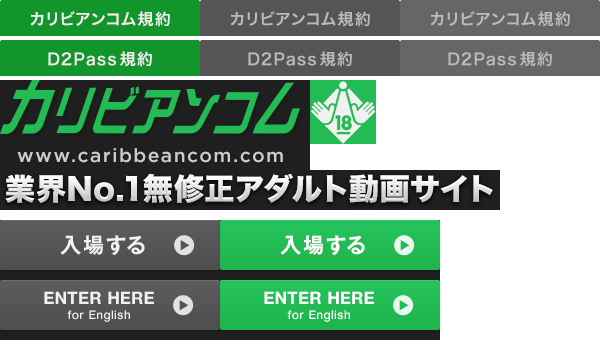 カリビアンコム規約 カリビアンコム規約 カリビアンコム規約
D2Pass規約 D2Pass規約 D2Pass規約
カリビアンコム
18
www.caribbeancom.com
業界No.1無修正アダルト動画サイト
入場する 入場する
ENTER HERE ENTER HERE
for English for English